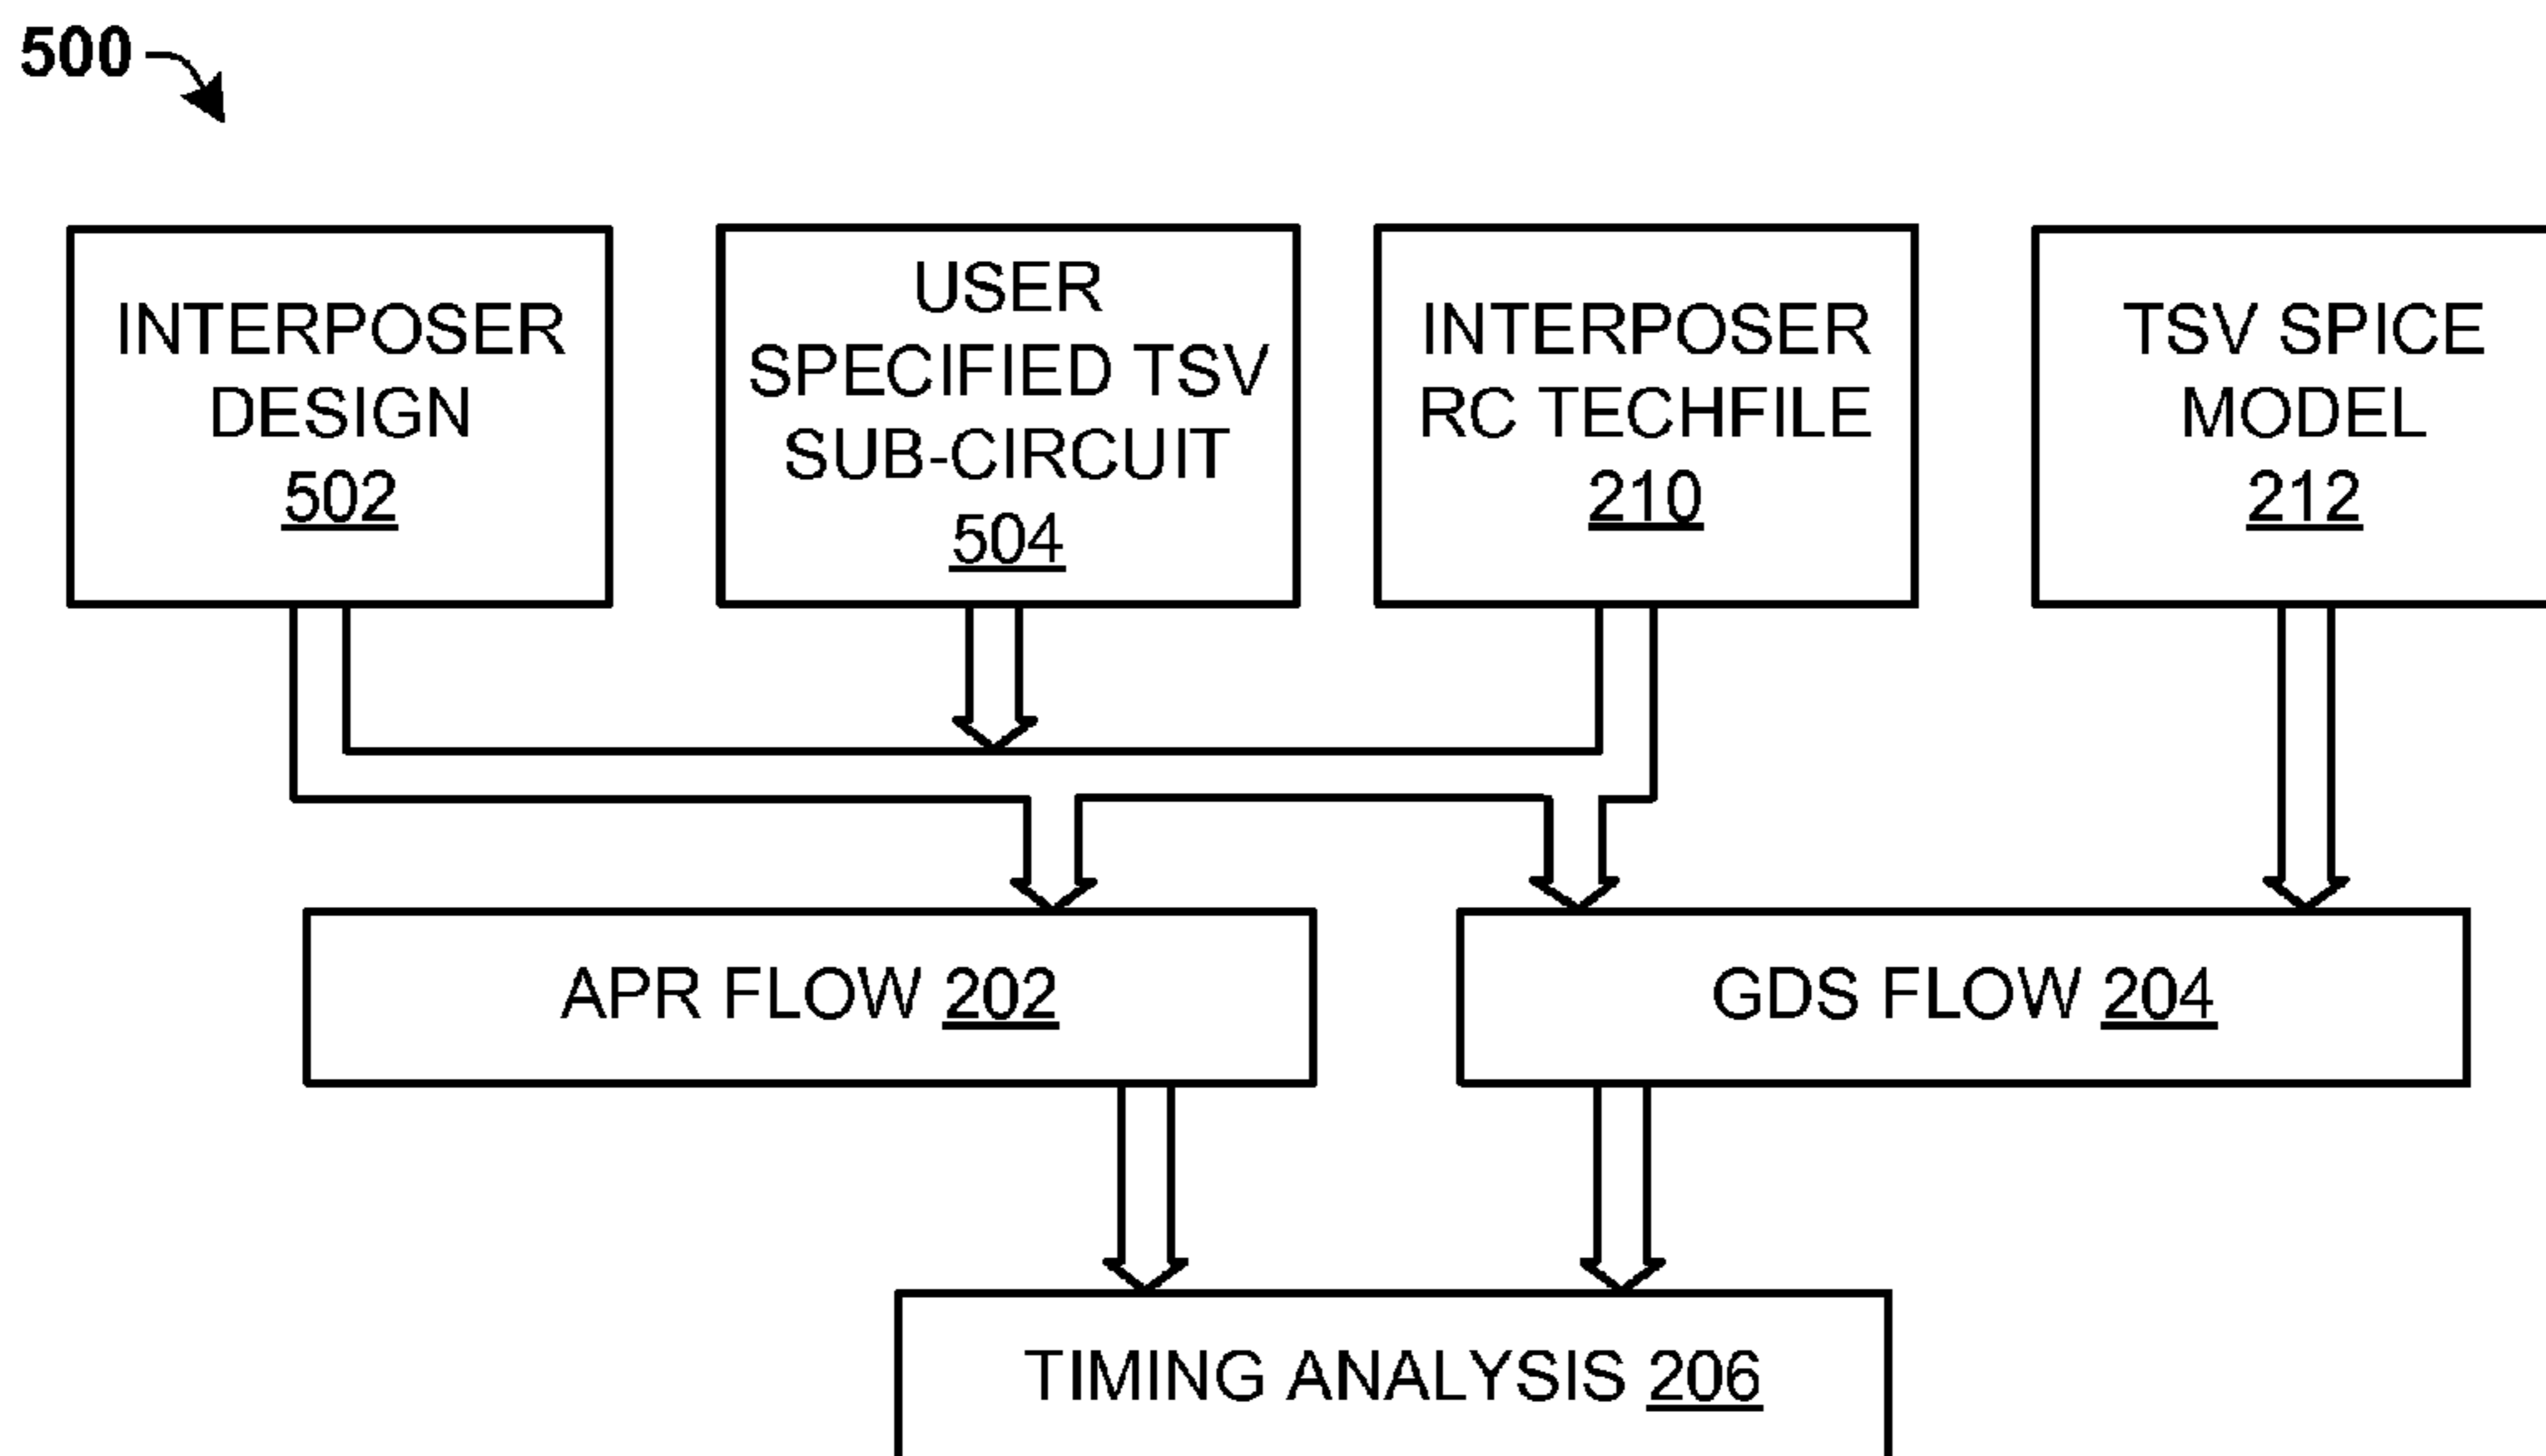 500
INTERPOSER
DESIGN
502
USER
SPECIFIED TSV
SUB-CIRCUIT
504
INTERPOSER
RC TECHFILE
210
TSV SPICE
MODEL
212
APR FLOW 202
GDS FLOW 204
TIMING ANALYSIS 206